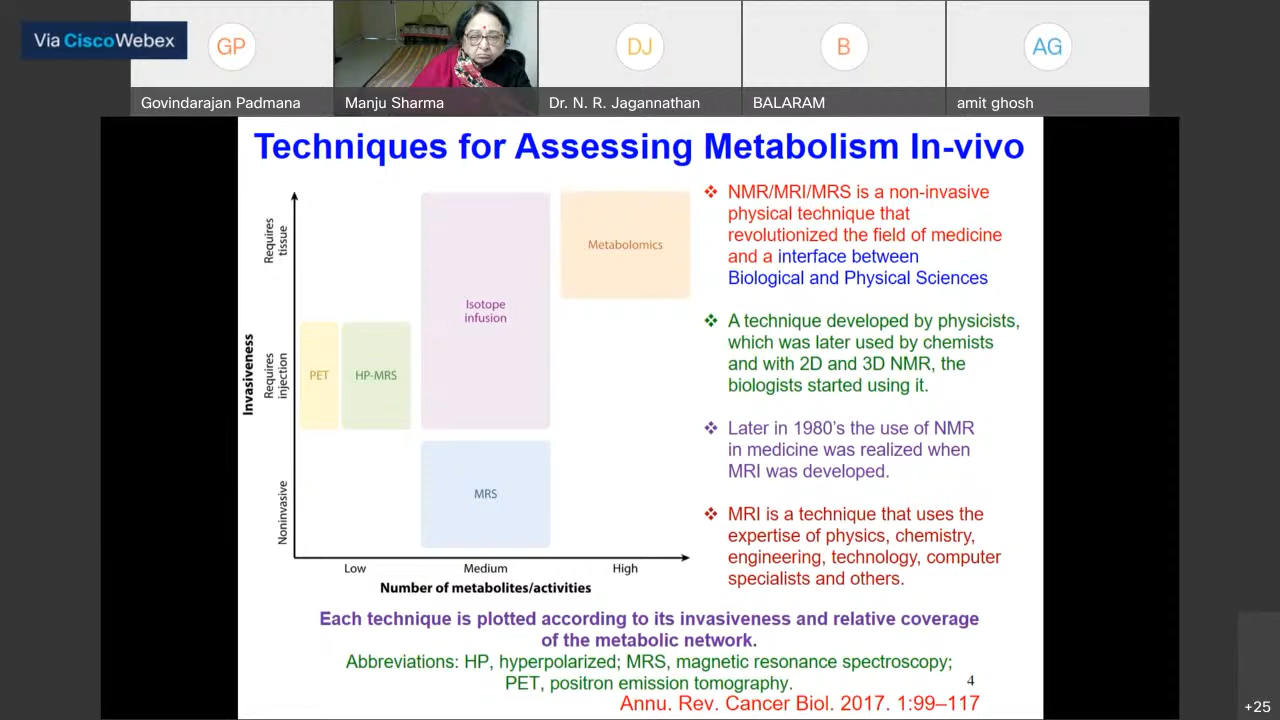 Via CiscoWebex
GP
DJ
B
AG
Govindarajan Padmana
Manju Sharma
Dr. N. R. Jagannathan
BALARAM
amit ghosh
Techniques for Assessing Metabolism In-vivo
Invasiveness
Requires
tissue
Requires
injection
Noninvasive
PET
HP-MRS
Isotope
infusion
Metabolomics
MRS
Low
Medium
High
Number of metabolites/activities
❖ NMR/MRI/MRS is a non-invasive
physical technique that
revolutionized the field of medicine
and a interface between
Biological and Physical Sciences
❖ A technique developed by physicists,
which was later used by chemists
and with 2D and 3D NMR, the
biologists started using it.
❖ Later in 1980's the use of NMR
in medicine was realized when
MRI was developed.
❖ MRI is a technique that uses the
expertise of physics, chemistry,
engineering, technology, computer
specialists and others.
Each technique is plotted according to its invasiveness and relative coverage
of the metabolic network.
Abbreviations: HP, hyperpolarized; MRS, magnetic resonance spectroscopy;
PET, positron emission tomography.
4
Annu. Rev. Cancer Biol. 2017. 1:99–117
+25